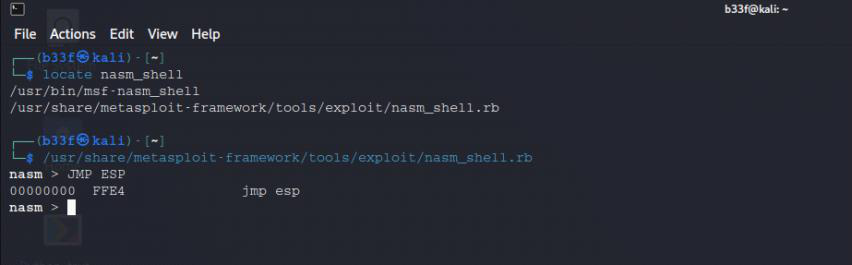 b33f@kali: ~
File Actions Edit View Help
┌──(b33f㉿kali)-[~]
└─$ locate nasm_shell
/usr/bin/msf-nasm_shell
/usr/share/metasploit-framework/tools/exploit/nasm_shell.rb
┌──(b33f㉿kali)-[~]
└─$ /usr/share/metasploit-framework/tools/exploit/nasm_shell.rb
nasm > JMP ESP
00000000  FFE4              jmp esp
nasm >